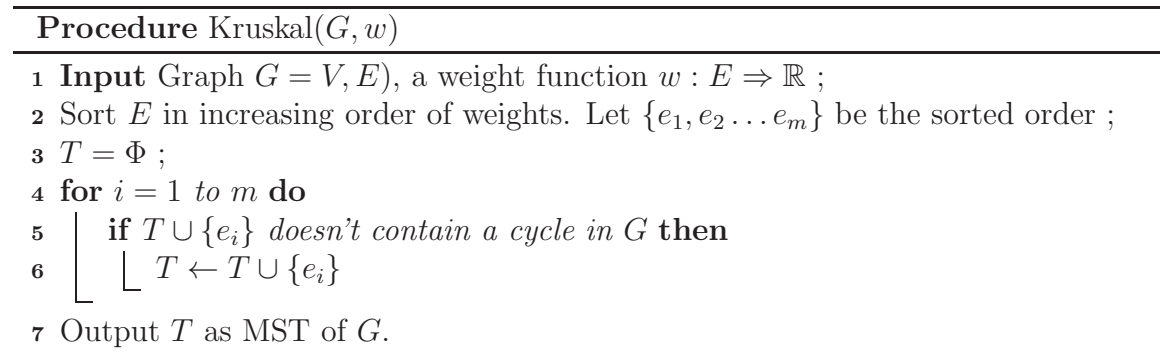 Procedure Kruskal(G, w)
1 Input Graph G = V, E), a weight function w : E ⇒ ℝ ;
2 Sort E in increasing order of weights. Let {e₁, e₂ . . . eₘ} be the sorted order ;
3 T = Φ ;
4 for i = 1 to m do
5 if T ∪ {eᵢ} doesn't contain a cycle in G then
6 T ← T ∪ {eᵢ}
7 Output T as MST of G.